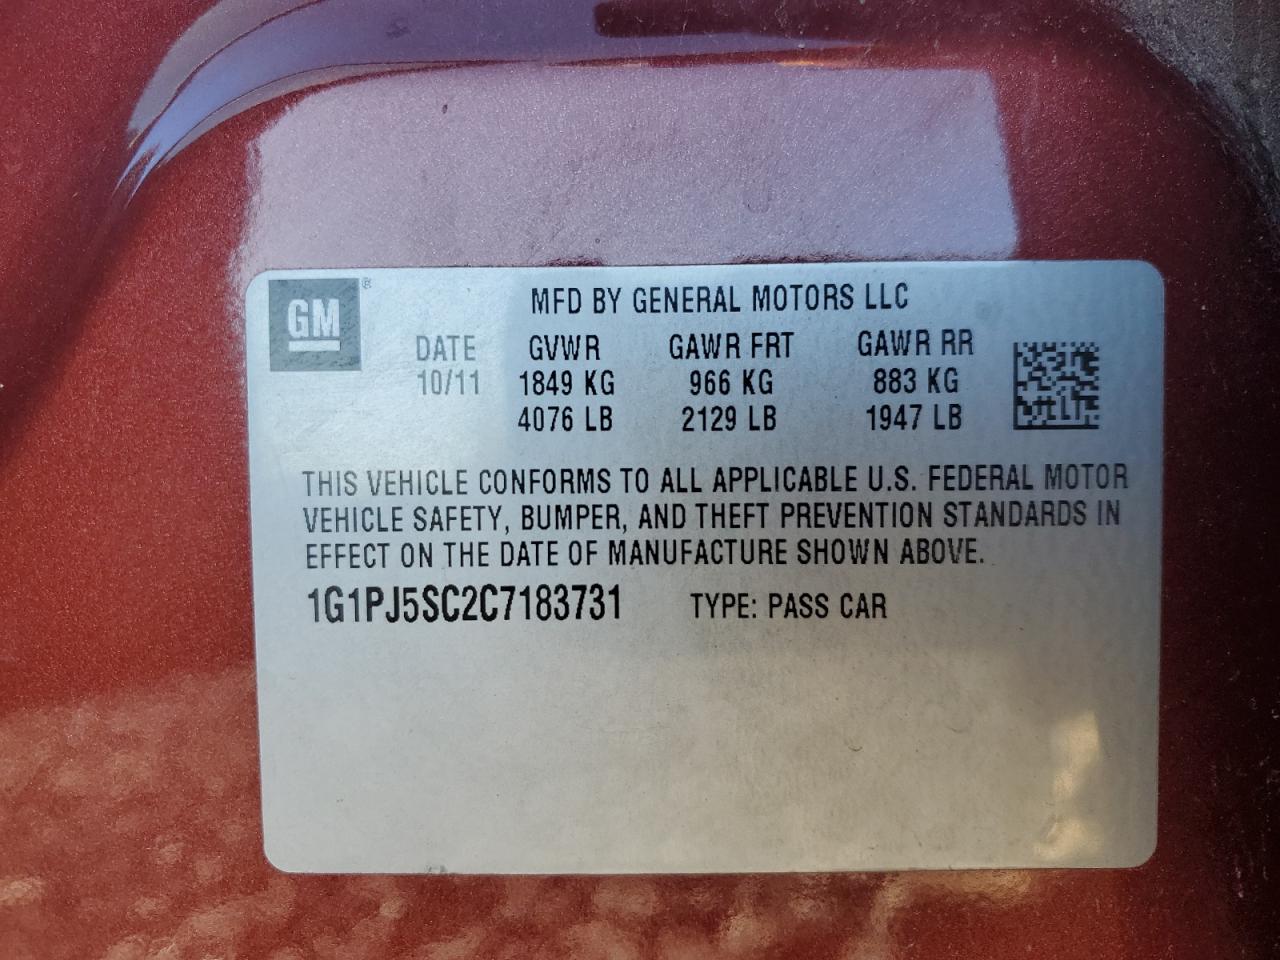 GM ®
MFD BY GENERAL MOTORS LLC
DATE GVWR GAWR FRT GAWR RR
10/11 1849 KG 966 KG 883 KG
4076 LB 2129 LB 1947 LB
THIS VEHICLE CONFORMS TO ALL APPLICABLE U.S. FEDERAL MOTOR
VEHICLE SAFETY, BUMPER, AND THEFT PREVENTION STANDARDS IN
EFFECT ON THE DATE OF MANUFACTURE SHOWN ABOVE.
1G1PJ5SC2C7183731 TYPE: PASS CAR